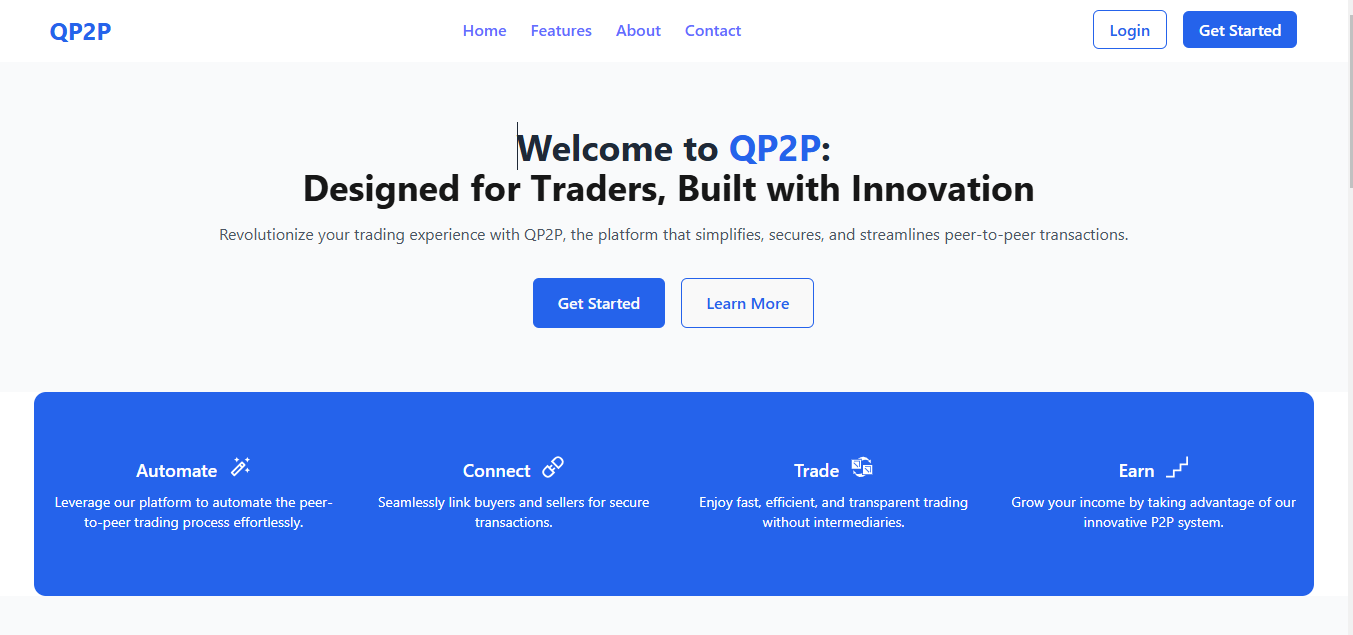 QP2P
Home Features About Contact
Login Get Started
Welcome to QP2P:
Designed for Traders, Built with Innovation
Revolutionize your trading experience with QP2P, the platform that simplifies, secures, and streamlines peer-to-peer transactions.
Get Started Learn More
Automate
Leverage our platform to automate the peer-
to-peer trading process effortlessly.
Connect
Seamlessly link buyers and sellers for secure
transactions.
Trade
Enjoy fast, efficient, and transparent trading
without intermediaries.
Earn
Grow your income by taking advantage of our
innovative P2P system.